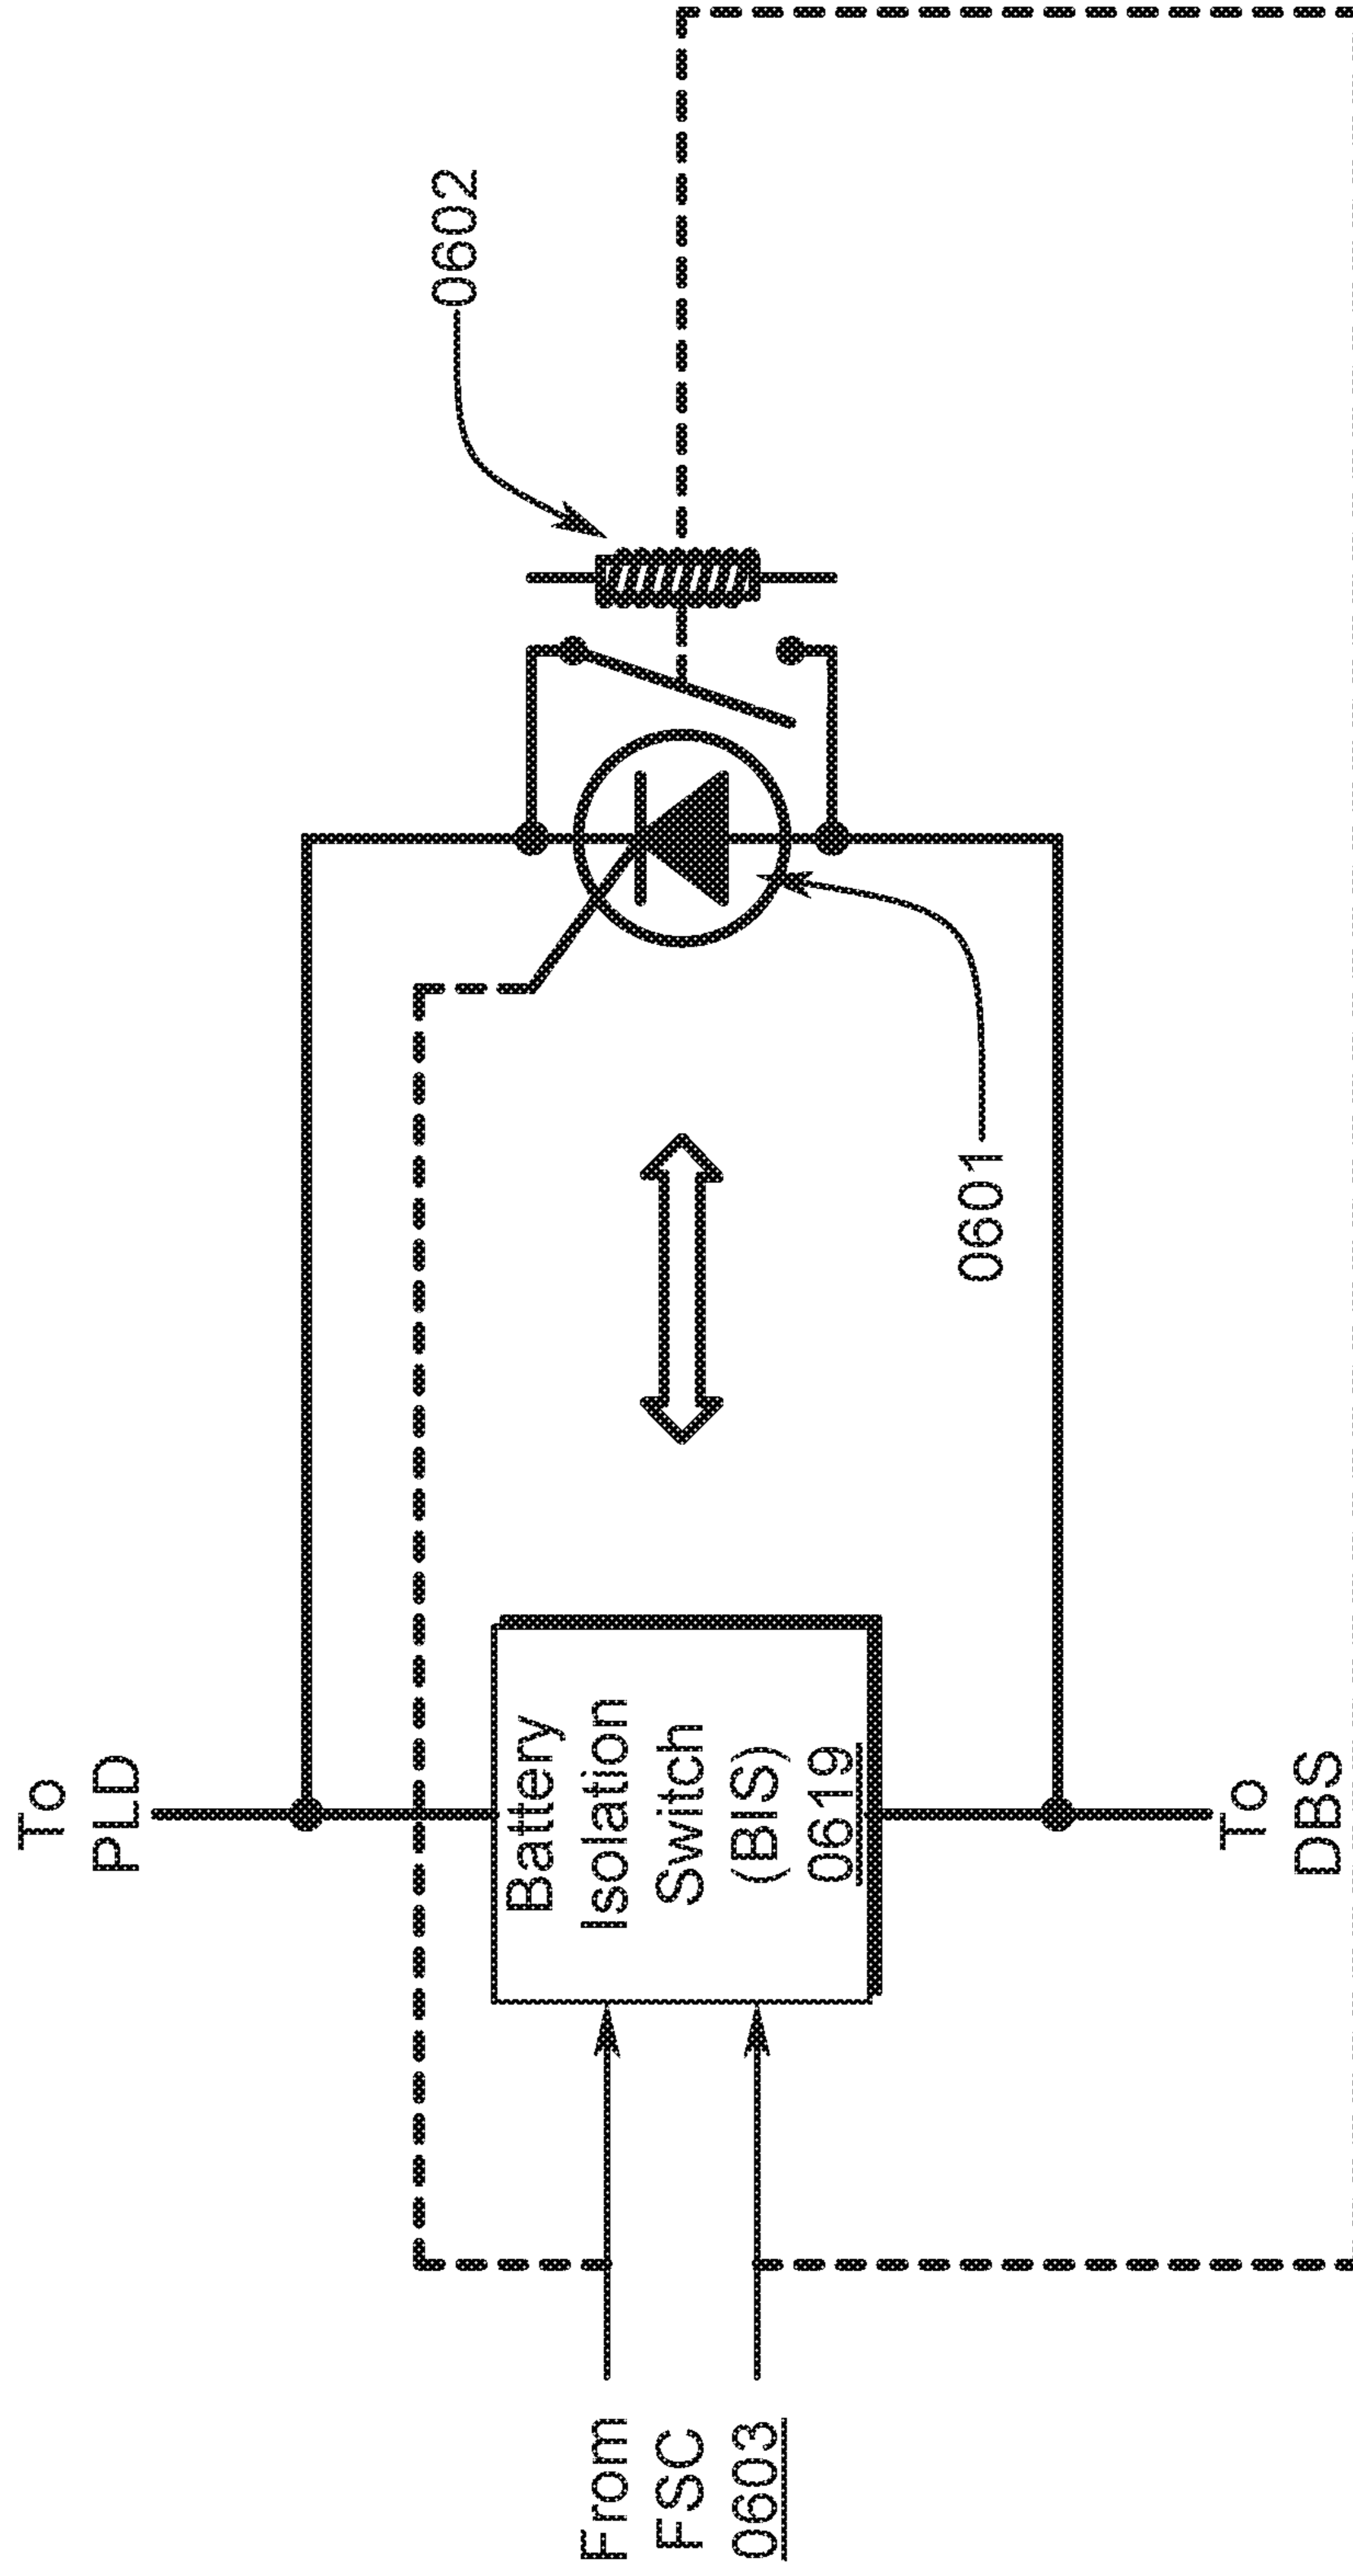 To
PLD
From
FSC
0603
Battery
Isolation
Switch
(BIS)
0619
To
DBS
0601
0602